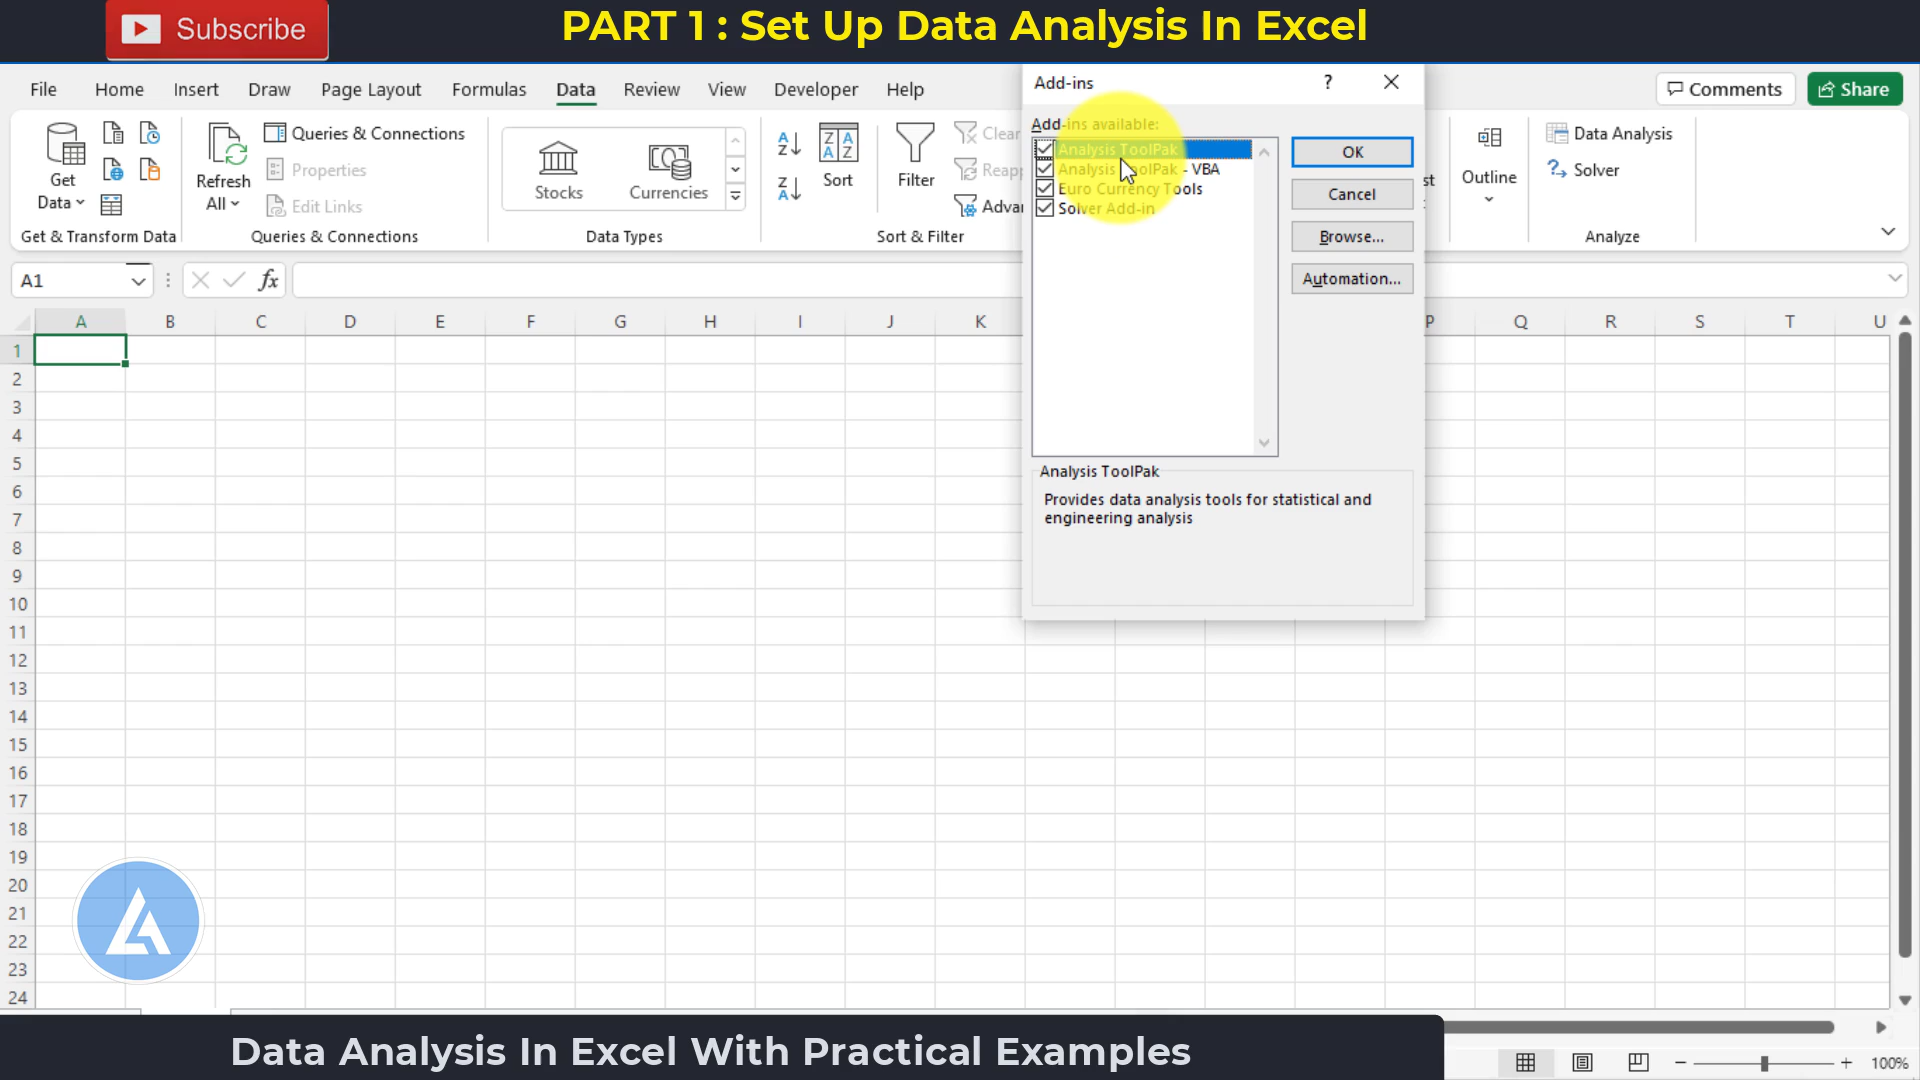 Subscribe
PART 1 : Set Up Data Analysis In Excel
File Home Insert Draw Page Layout Formulas Data Review View Developer Help
Comments
Share
Get
Data
Get & Transform Data
Refresh
All
Queries & Connections
Properties
Edit Links
Queries & Connections
Stocks
Currencies
Data Types
Sort
Filter
Clear
Reapp
Advan
Sort & Filter
Outline
Data Analysis
Solver
Analyze
Add-ins
?
Add-ins available:
Analysis ToolPak
Analysis ToolPak - VBA
Euro Currency Tools
Solver Add-in
OK
Cancel
Browse...
Automation...
Analysis ToolPak
Provides data analysis tools for statistical and
engineering analysis
A1
fx
A B C D E F G H I J K P Q R S T U
1
2
3
4
5
6
7
8
9
10
11
12
13
14
15
16
17
18
19
20
21
22
23
24
Data Analysis In Excel With Practical Examples
100%